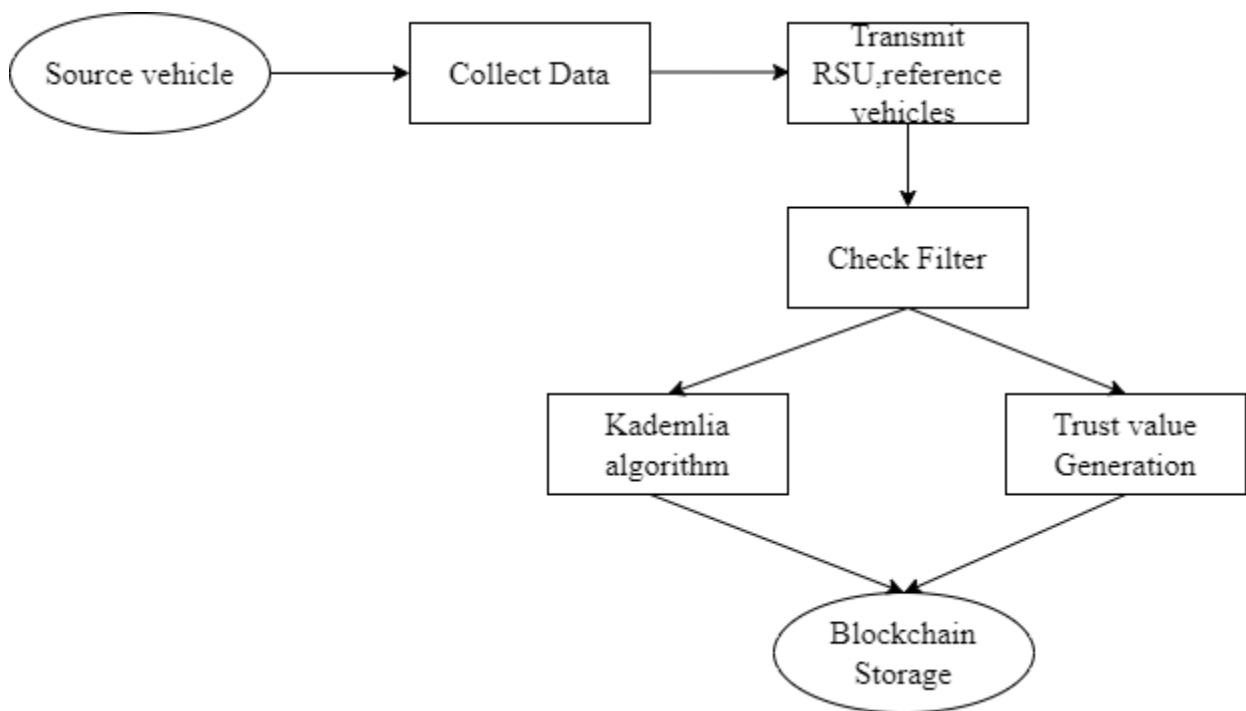 Source vehicle
Collect Data
Transmit
RSU,reference
vehicles
Check Filter
Kademlia
algorithm
Trust value
Generation
Blockchain
Storage